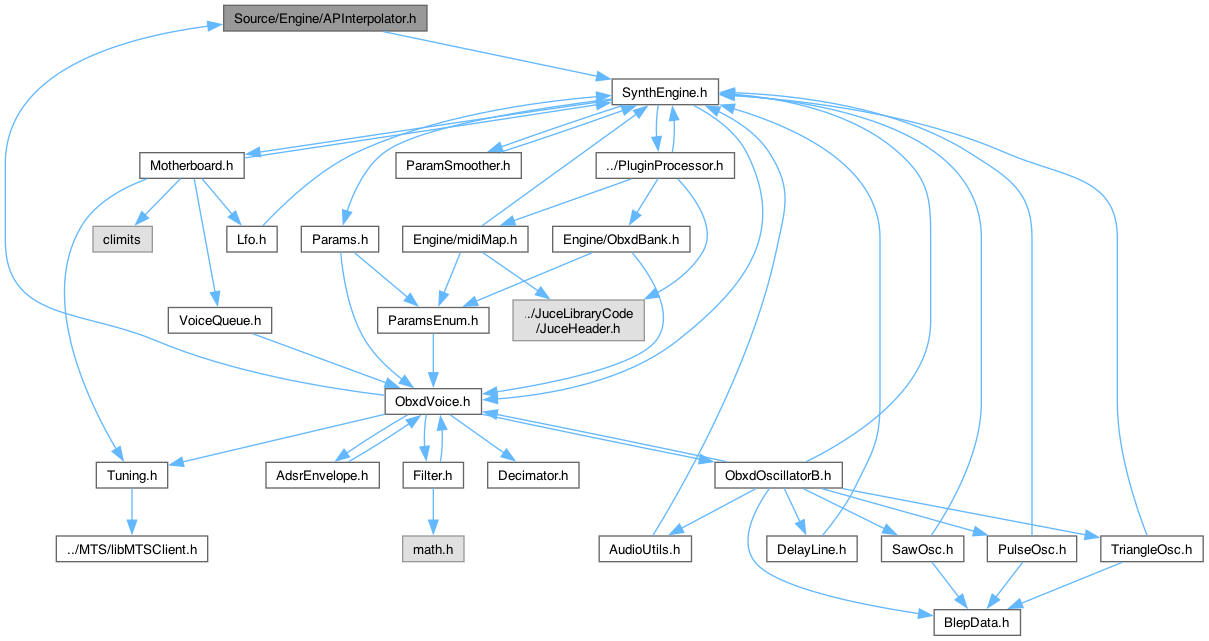 Source/Engine/APInterpolator.h
SynthEngine.h
Motherboard.h
ParamSmoother.h
../PluginProcessor.h
climits
Lfo.h
Params.h
Engine/midiMap.h
Engine/ObxdBank.h
VoiceQueue.h
ParamsEnum.h
../JuceLibraryCode
/JuceHeader.h
ObxdVoice.h
Tuning.h
AdsrEnvelope.h
Filter.h
Decimator.h
ObxdOscillatorB.h
../MTS/libMTSClient.h
math.h
AudioUtils.h
DelayLine.h
SawOsc.h
PulseOsc.h
TriangleOsc.h
BlepData.h